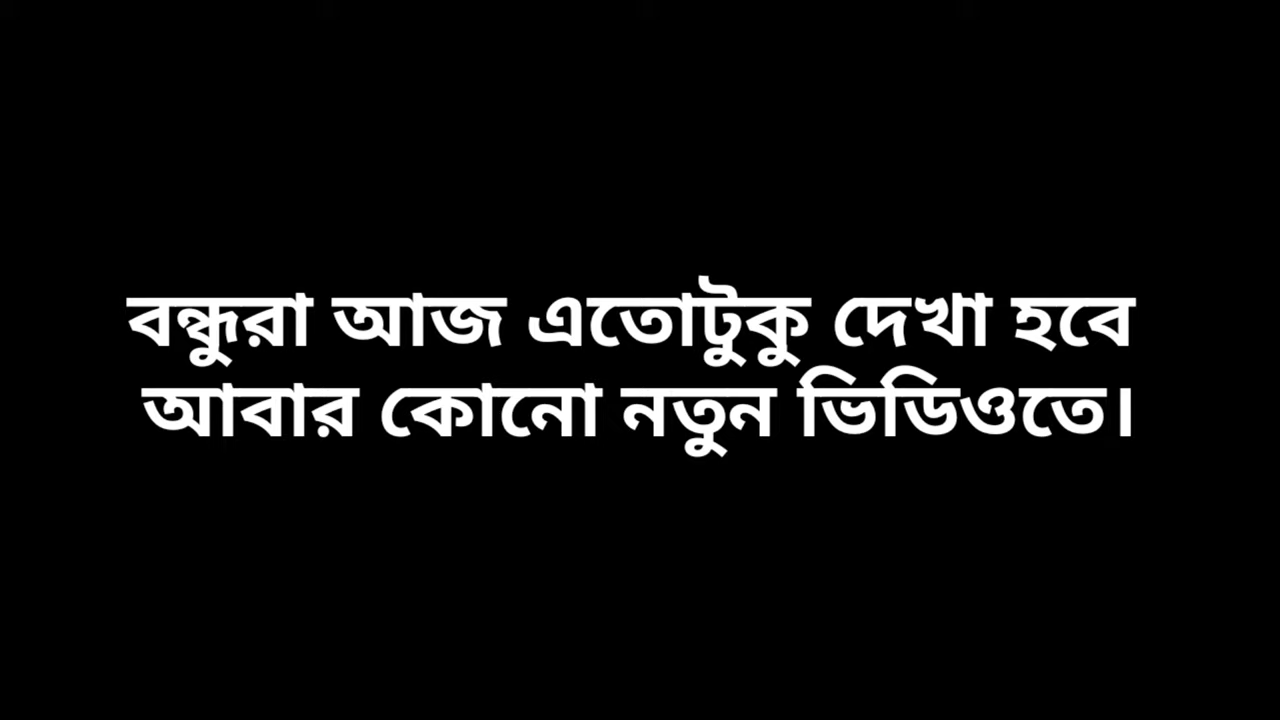 বন্ধুরা আজ এতোটুকু দেখা হবে
আবার কোনো নতুন ভিডিওতে।